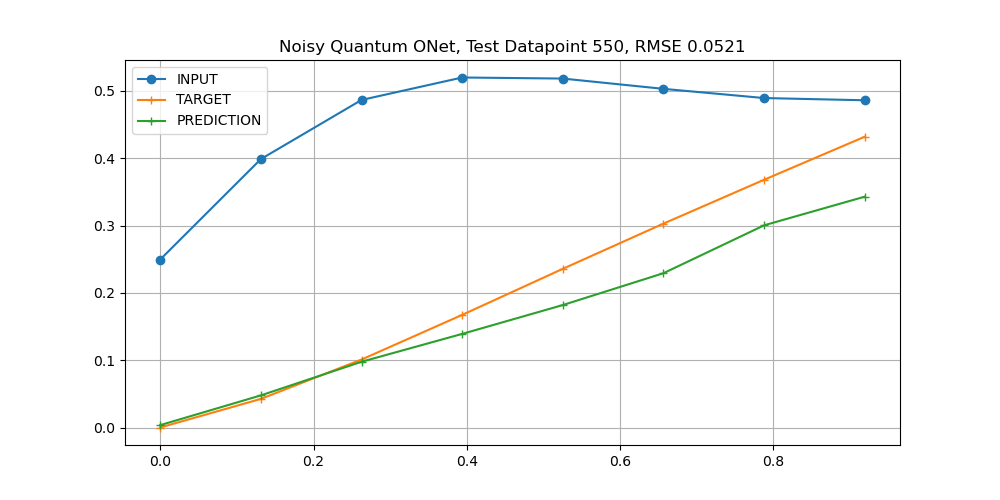 Noisy Quantum ONet, Test Datapoint 550, RMSE 0.0521
INPUT
TARGET
PREDICTION
0.5
0.4
0.3
0.2
0.1
0.0
0.0 0.2 0.4 0.6 0.8